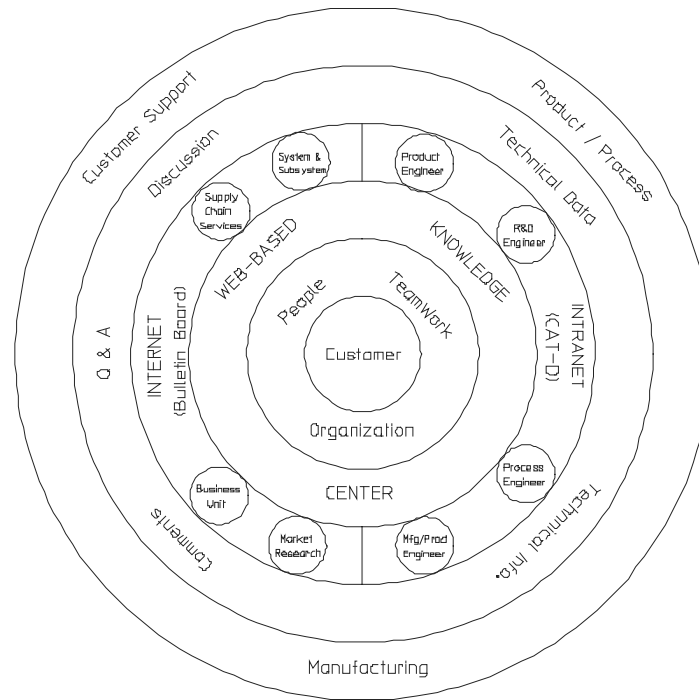 Customer Support
Product / Process
Discussion
Technical Data
System &
Subsystem
Product
Engineer
Supply
Chain
Services
R&D
Engineer
WEB-BASED
KNOWLEDGE
People
TeamWork
Q & A
INTERNET
(Bulletin Board)
Customer
INTRANET
(CAT-D)
Organization
Process
Engineer
Business
Unit
CENTER
Comments
Technical Info.
Market
Research
Mfg/Prod
Engineer
Manufacturing